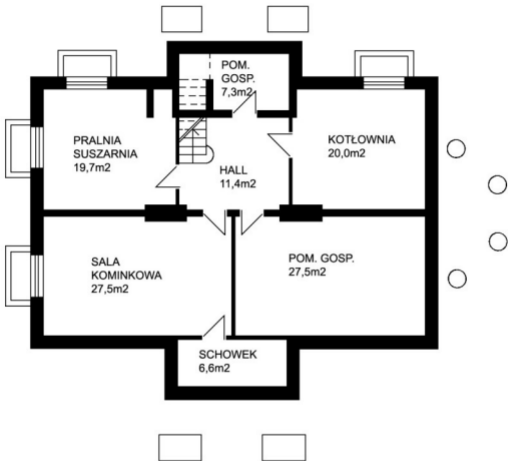 POM.
GOSP.
7,3m2
PRALNIA
SUSZARNIA
19,7m2
KOTŁOWNIA
20,0m2
HALL
11,4m2
SALA
KOMINKOWA
27,5m2
POM. GOSP.
27,5m2
SCHOWEK
6,6m2